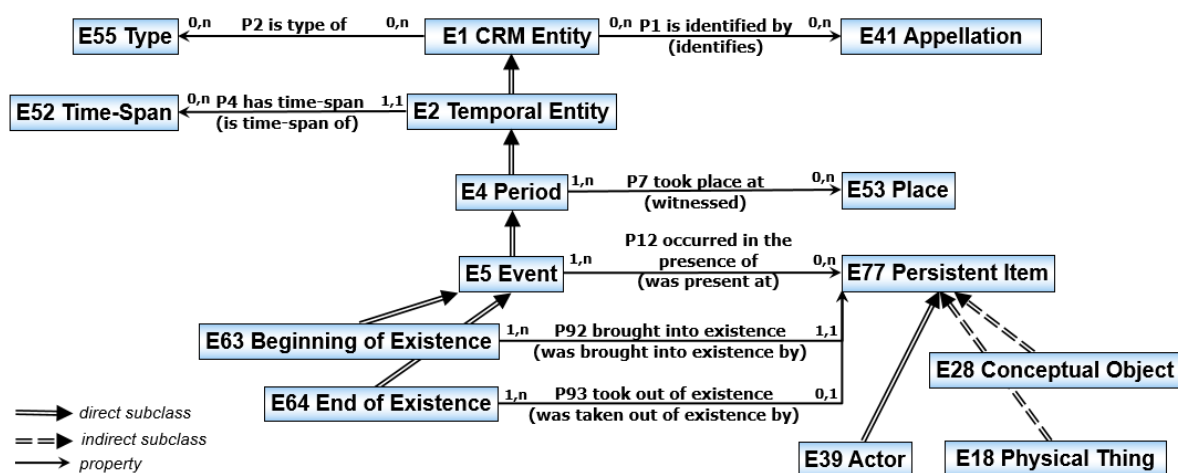 0,n P2 is type of 0,n
0,n P1 is identified by 0,n
E55 Type
E1 CRM Entity
(identifies)
E41 Appellation
0,n P4 has time-span 1,1
E52 Time-Span
(is time-span of)
E2 Temporal Entity
E4 Period
1,n P7 took place at 0,n
(witnessed)
E53 Place
P12 occurred in the
E5 Event
1,n presence of 0,n
(was present at)
E77 Persistent Item
E63 Beginning of Existence
1,n P92 brought into existence 1,1
(was brought into existence by)
E28 Conceptual Object
E64 End of Existence
1,n P93 took out of existence 0,1
(was taken out of existence by)
direct subclass
indirect subclass
property
E39 Actor
E18 Physical Thing